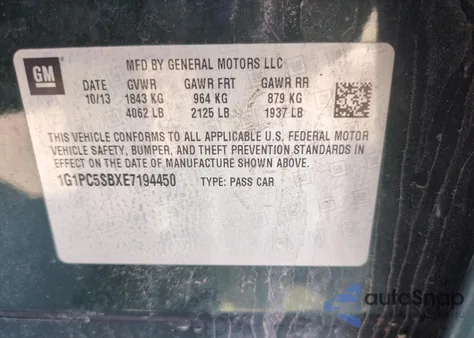 GM
MFD BY GENERAL MOTORS LLC
DATE GVWR GAWR FRT GAWR RR
10/13 1843 KG 964 KG 879 KG
4062 LB 2125 LB 1937 LB
THIS VEHICLE CONFORMS TO ALL APPLICABLE U.S. FEDERAL MOTOR
VEHICLE SAFETY, BUMPER, AND THEFT PREVENTION STANDARDS IN
EFFECT ON THE DATE OF MANUFACTURE SHOWN ABOVE.
1G1PC5SBXE7194450 TYPE: PASS CAR
autoSnap